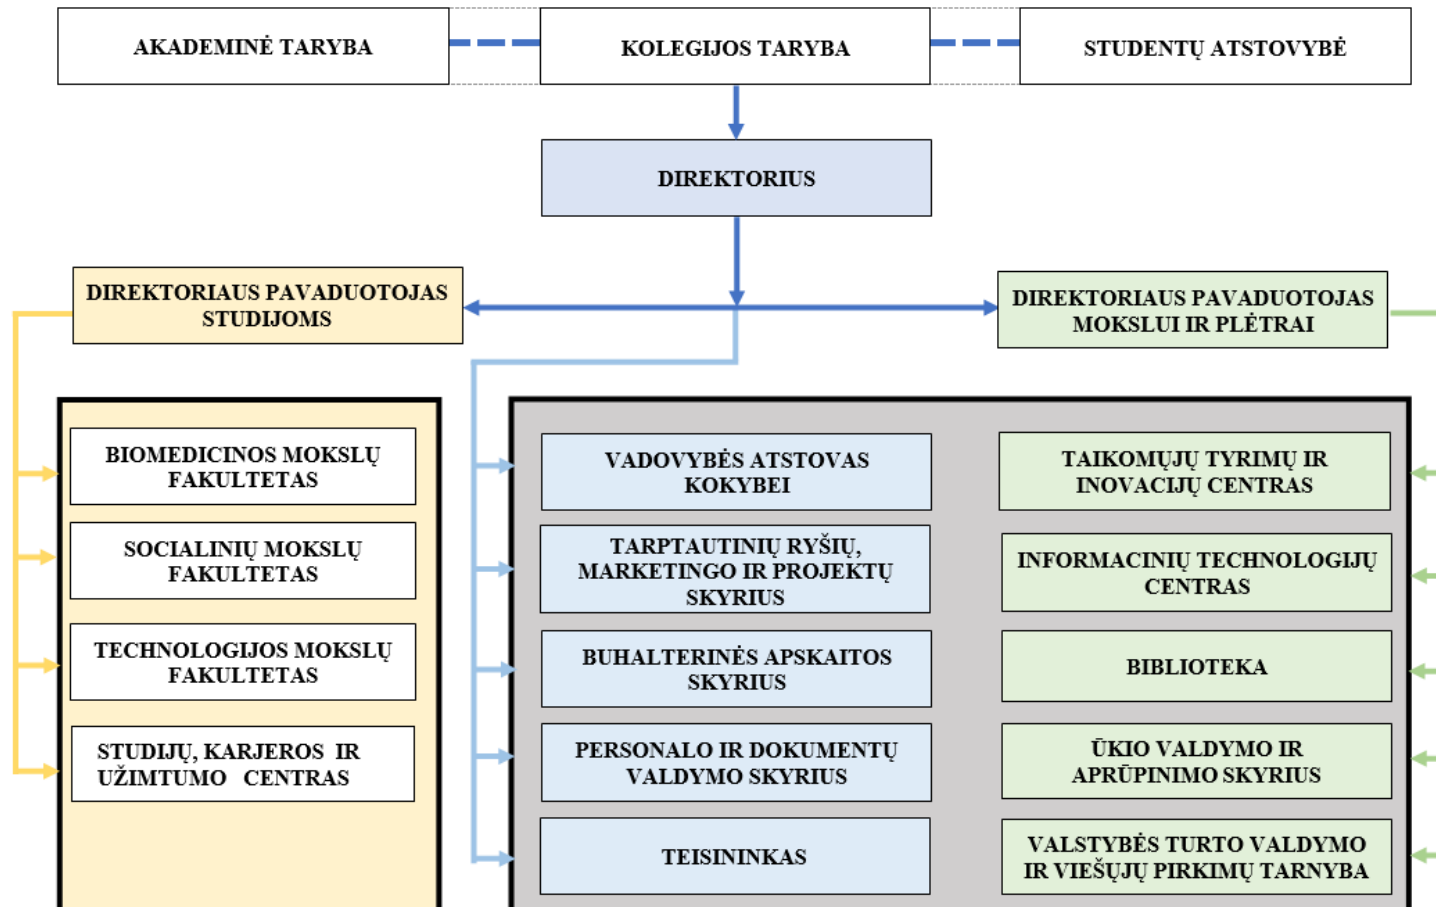 AKADEMINĖ TARYBA
KOLEGIJOS TARYBA
STUDENTŲ ATSTOVYBĖ
DIREKTORIUS
DIREKTORIAUS PAVADUOTOJAS
STUDIJOMS
DIREKTORIAUS PAVADUOTOJAS
MOKSLUI IR PLĖTRAI
BIOMEDICINOS MOKSLŲ
FAKULTETAS
SOCIALINIŲ MOKSLŲ
FAKULTETAS
TECHNOLOGIJOS MOKSLŲ
FAKULTETAS
STUDIJŲ, KARJEROS IR
UŽIMTUMO CENTRAS
VADOVYBĖS ATSTOVAS
KOKYBEI
TARPTAUTINIŲ RYŠIŲ,
MARKETINGO IR PROJEKTŲ
SKYRIUS
BUHALTERINĖS APSKAITOS
SKYRIUS
PERSONALO IR DOKUMENTŲ
VALDYMO SKYRIUS
TEISININKAS
TAIKOMŲJŲ TYRIMŲ IR
INOVACIJŲ CENTRAS
INFORMACINIŲ TECHNOLOGIJŲ
CENTRAS
BIBLIOTEKA
ŪKIO VALDYMO IR
APRŪPINIMO SKYRIUS
VALSTYBĖS TURTO VALDYMO
IR VIEŠŲJŲ PIRKIMŲ TARNYBA